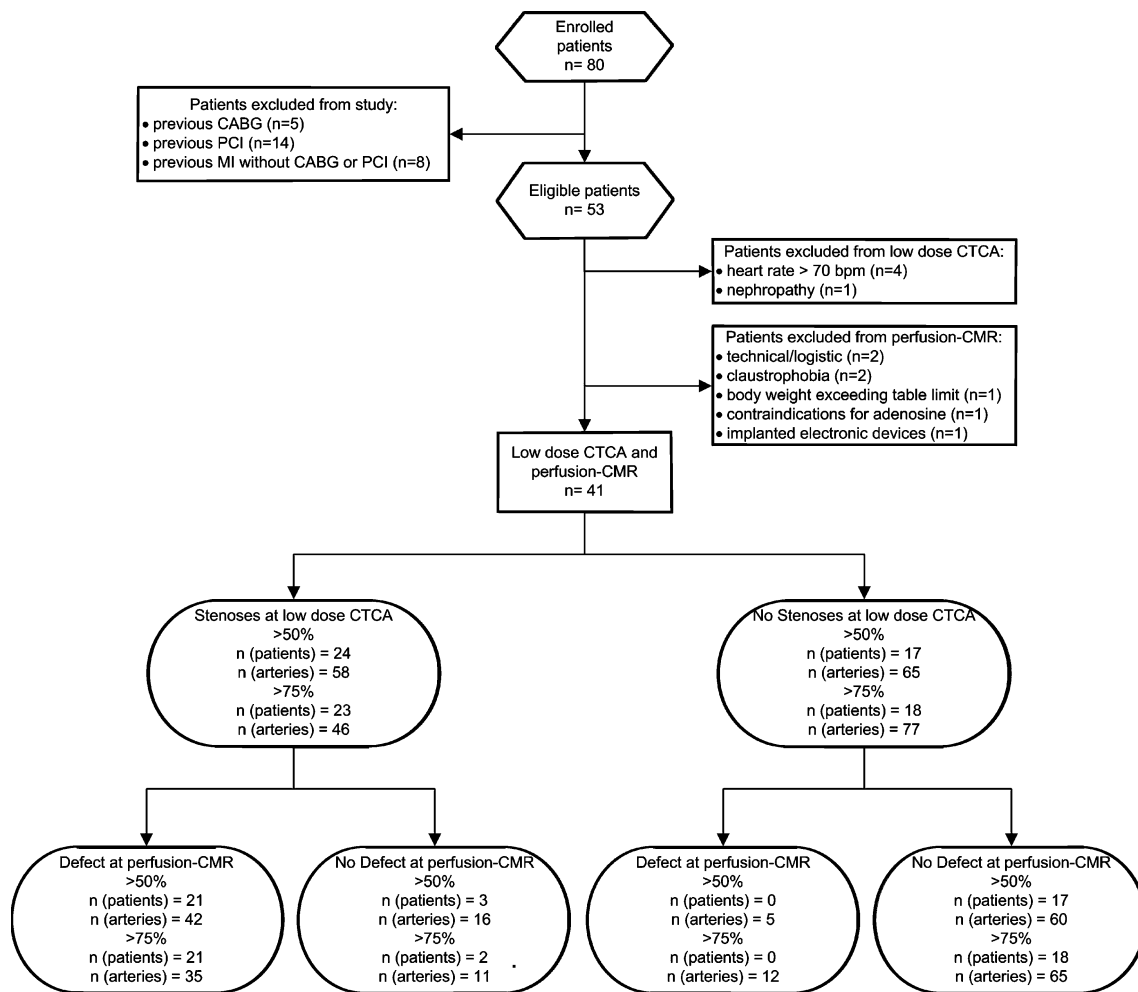 Enrolled
patients
n= 80
Patients excluded from study:
• previous CABG (n=5)
• previous PCI (n=14)
• previous MI without CABG or PCI (n=8)
Eligible patients
n= 53
Patients excluded from low dose CTCA:
• heart rate > 70 bpm (n=4)
• nephropathy (n=1)
Patients excluded from perfusion-CMR:
• technical/logistic (n=2)
• claustrophobia (n=2)
• body weight exceeding table limit (n=1)
• contraindications for adenosine (n=1)
• implanted electronic devices (n=1)
Low dose CTCA and
perfusion-CMR
n= 41
Stenoses at low dose CTCA
>50%
n (patients) = 24
n (arteries) = 58
>75%
n (patients) = 23
n (arteries) = 46
No Stenoses at low dose CTCA
>50%
n (patients) = 17
n (arteries) = 65
>75%
n (patients) = 18
n (arteries) = 77
Defect at perfusion-CMR
>50%
n (patients) = 21
n (arteries) = 42
>75%
n (patients) = 21
n (arteries) = 35
No Defect at perfusion-CMR
>50%
n (patients) = 3
n (arteries) = 16
>75%
n (patients) = 2
n (arteries) = 11
Defect at perfusion-CMR
>50%
n (patients) = 0
n (arteries) = 5
>75%
n (patients) = 0
n (arteries) = 12
No Defect at perfusion-CMR
>50%
n (patients) = 17
n (arteries) = 60
>75%
n (patients) = 18
n (arteries) = 65